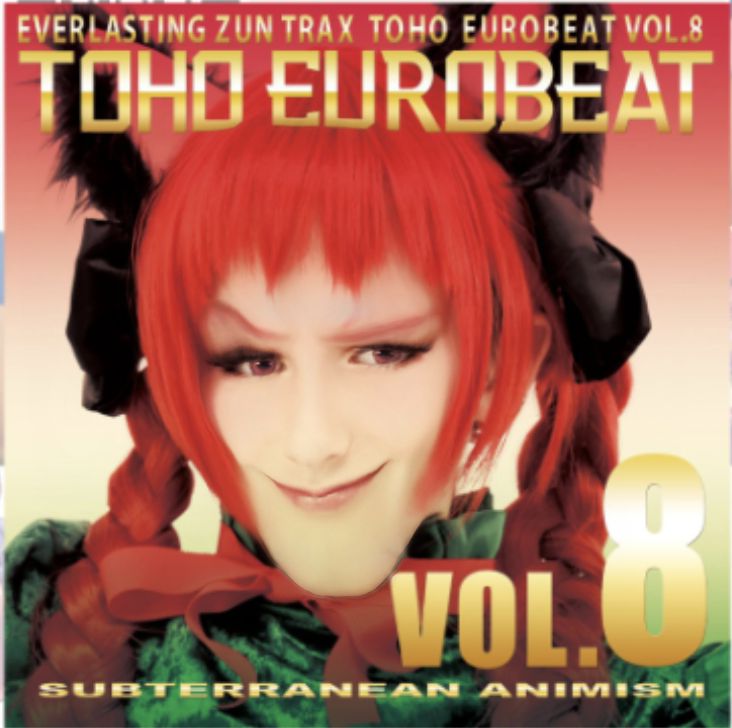 EVERLASTING ZUN TRAX TOHO EUROBEAT VOL.8
TOHO EUROBEAT
VOL.8
SUBTERRANEAN ANIMISM